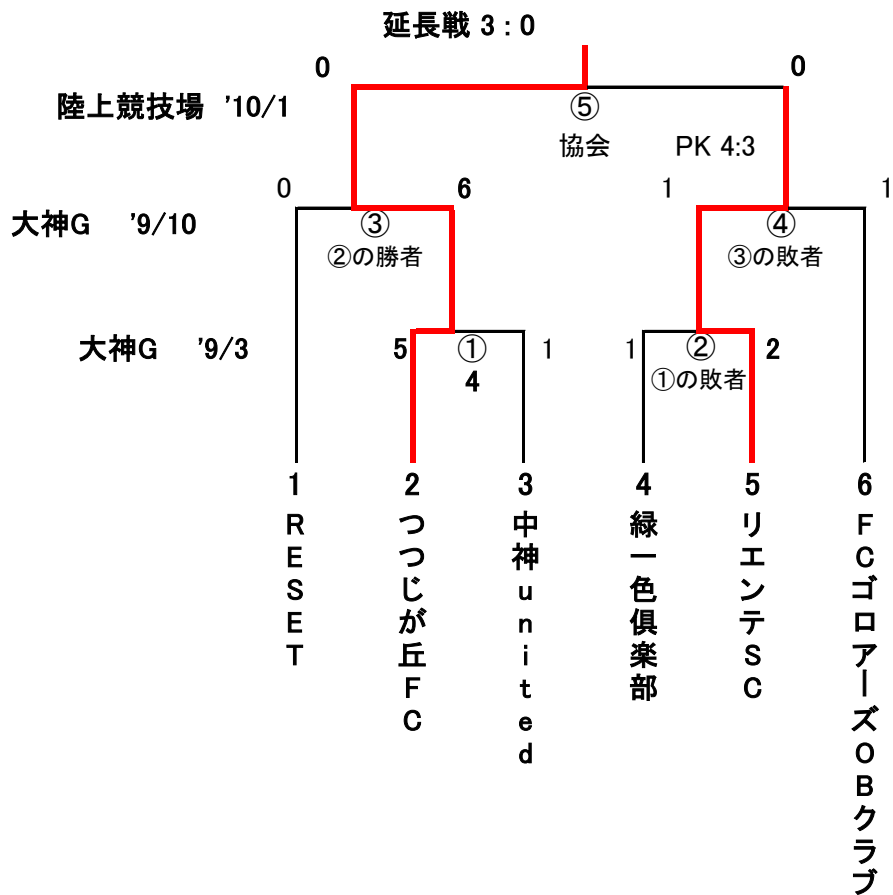 延長戦 3 : 0
0 0
陸上競技場 '10/1
⑤
協会 PK 4:3
0 6 1 1
大神G '9/10
③ ④
②の勝者 ③の敗者
大神G '9/3
5 ① 1 1 ② 2
4 ①の敗者
1 2 3 4 5 6
RESET
つつじが丘FC
中神united
緑一色倶楽部
リエンテSC
FCゴロアーズOBクラブ